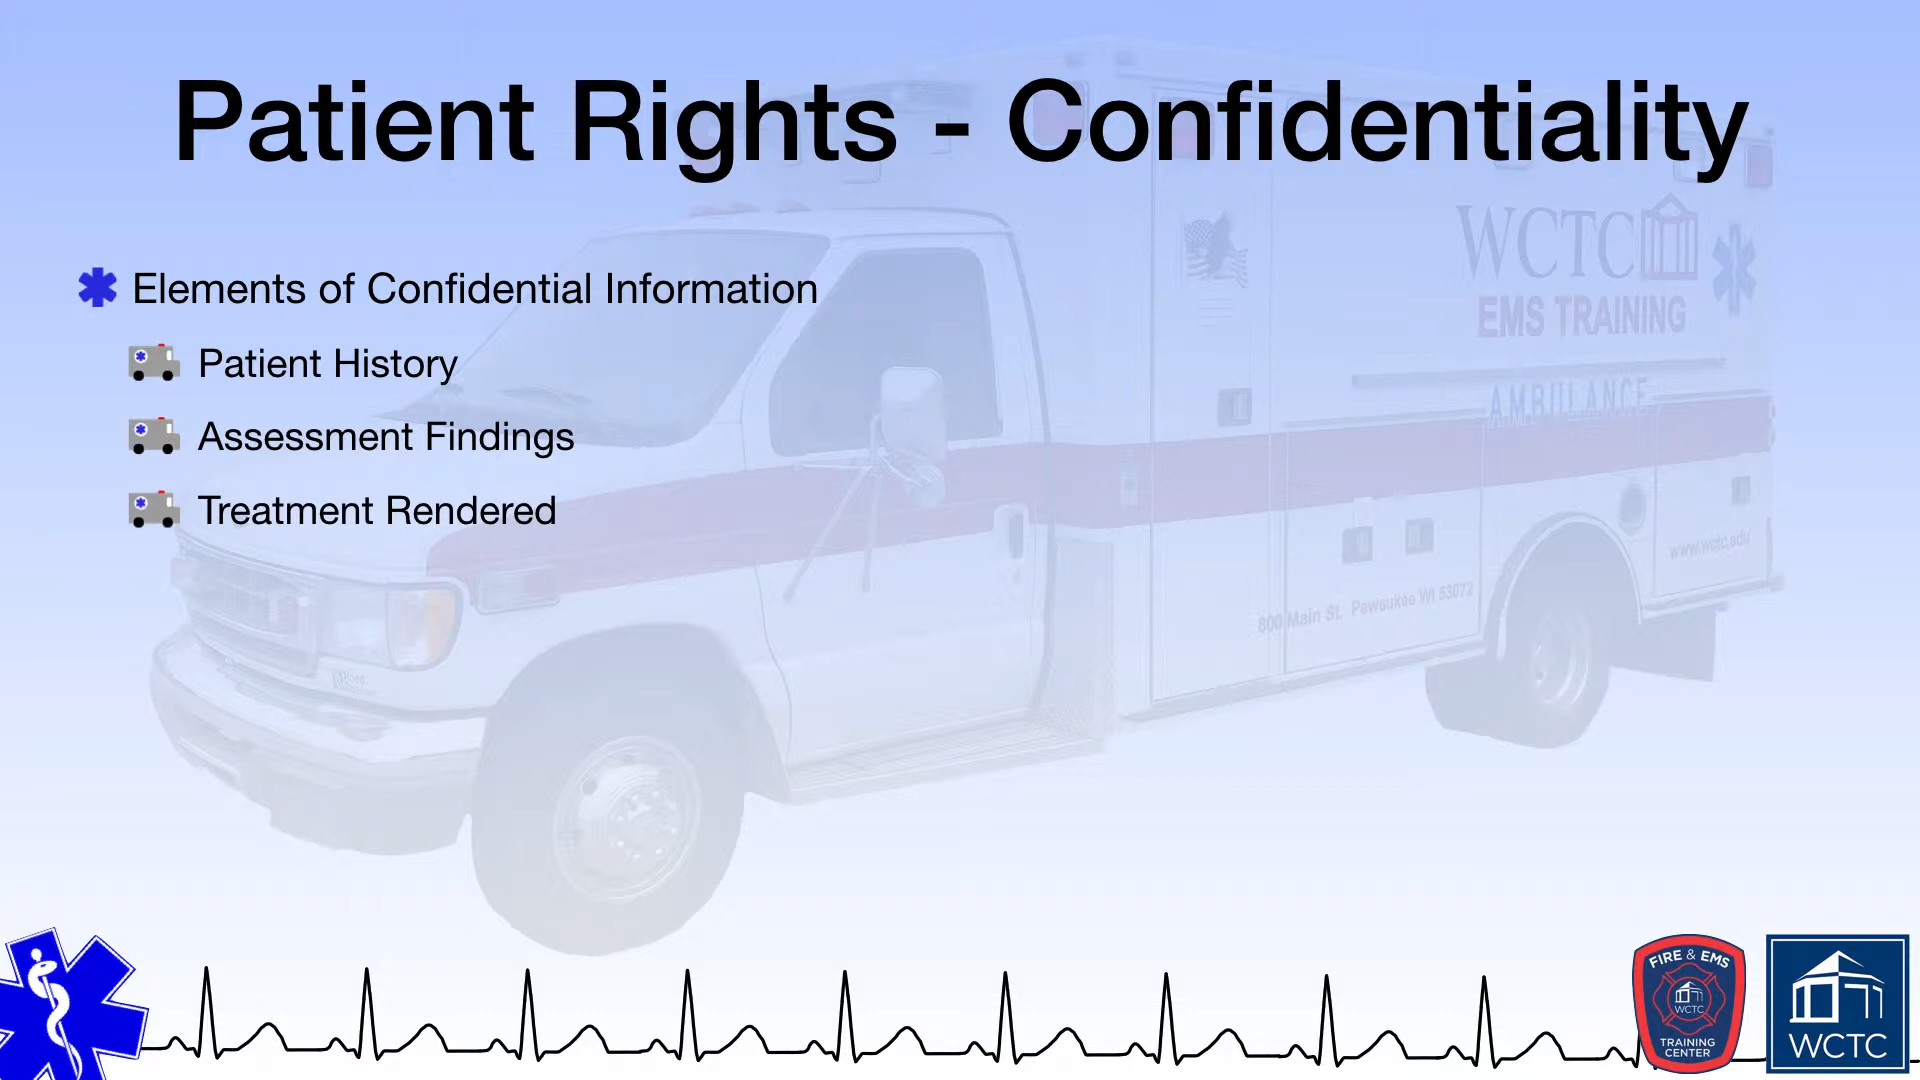 Patient Rights - Confidentiality
WCTC
EMS TRAINING
Elements of Confidential Information
Patient History
AMBULANCE
Assessment Findings
Treatment Rendered
www.wctc.edu
800 Main St. Pewaukee WI 53072
FIRE & EMS
WCTC
TRAINING
CENTER
WCTC